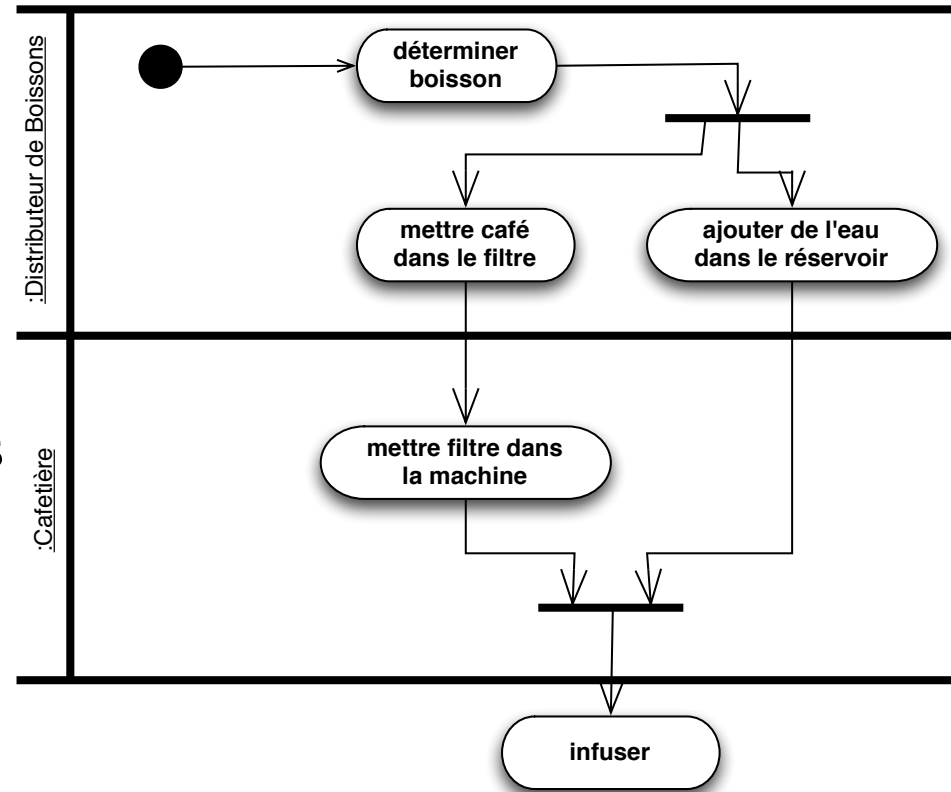 :Distributeur de Boissons
déterminer
boisson
mettre café
dans le filtre
ajouter de l'eau
dans le réservoir
:Cafetière
mettre filtre dans
la machine
infuser